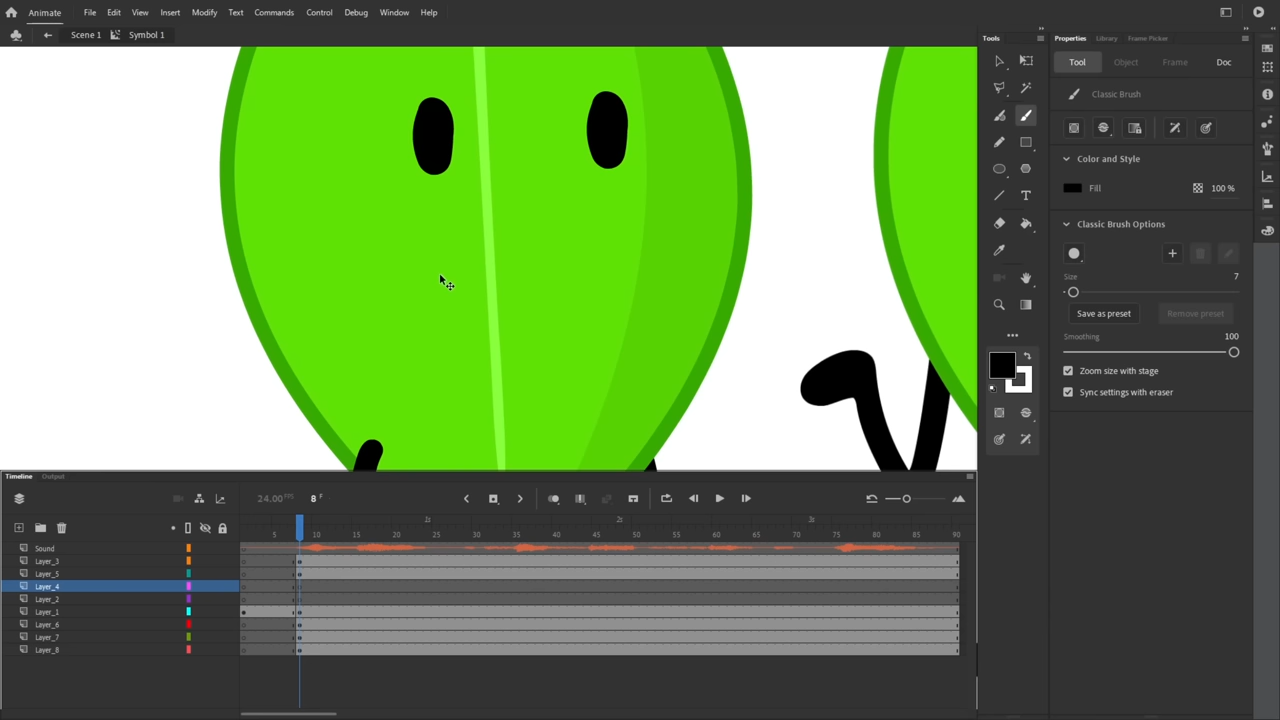 Animate File Edit View Insert Modify Text Commands Control Debug Window Help
Scene 1 Symbol 1
Tools
Properties Library Frame Picker
Tool Object Frame Doc
Classic Brush
Color and Style
Fill 100 %
Classic Brush Options
Size 7
Save as preset Remove preset
Smoothing 100
Zoom size with stage
Sync settings with eraser
Timeline Output
24.00 FPS 8 F
1s 2s 3s
5 10 15 20 25 30 35 40 45 50 55 60 65 70 75 80 85 90
Sound
Layer_3
Layer_5
Layer_4
Layer_2
Layer_1
Layer_6
Layer_7
Layer_8